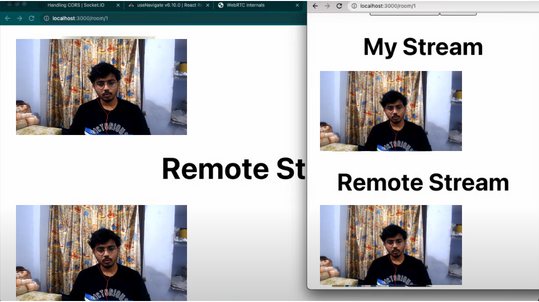 Handling CORS | Socket.IO
useNavigate v6.10.0 | React R
WebRTC Internals
localhost:3000/room/1
Remote St
localhost:3000/room/1
My Stream
Remote Stream